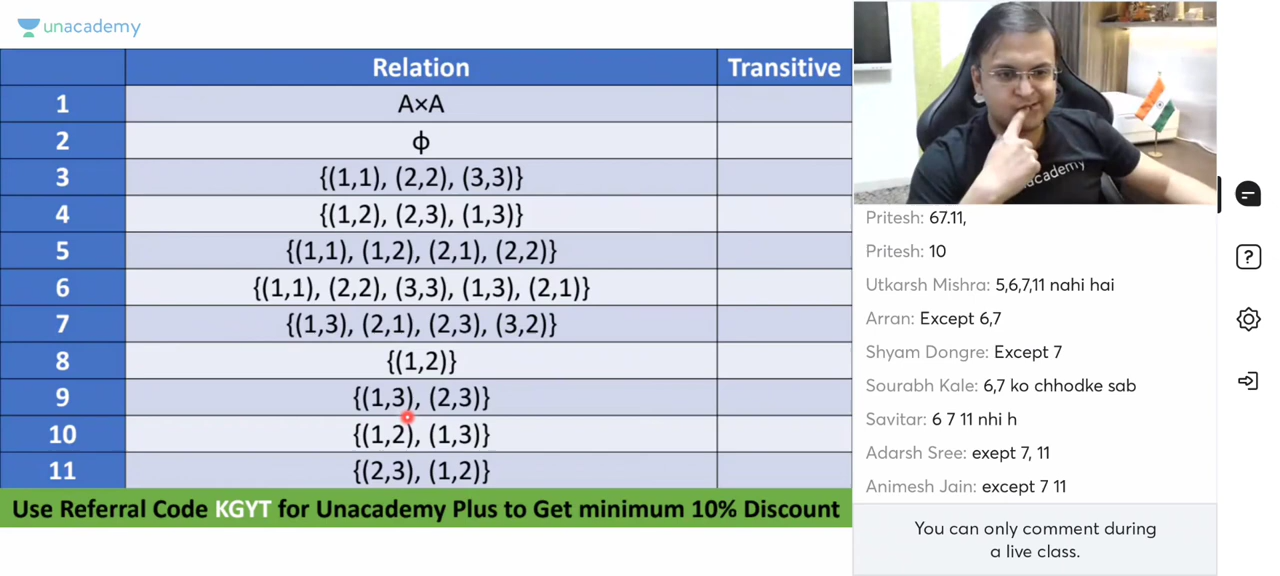 unacademy
Relation Transitive
1 A×A
2 ϕ
3 {(1,1), (2,2), (3,3)}
4 {(1,2), (2,3), (1,3)}
5 {(1,1), (1,2), (2,1), (2,2)}
6 {(1,1), (2,2), (3,3), (1,3), (2,1)}
7 {(1,3), (2,1), (2,3), (3,2)}
8 {(1,2)}
9 {(1,3), (2,3)}
10 {(1,2), (1,3)}
11 {(2,3), (1,2)}
Use Referral Code KGYT for Unacademy Plus to Get minimum 10% Discount
unacademy
Pritesh: 67.11,
Pritesh: 10
Utkarsh Mishra: 5,6,7,11 nahi hai
Arran: Except 6,7
Shyam Dongre: Except 7
Sourabh Kale: 6,7 ko chhodke sab
Savitar: 6 7 11 nhi h
Adarsh Sree: exept 7, 11
Animesh Jain: except 7 11
You can only comment during
a live class.
?